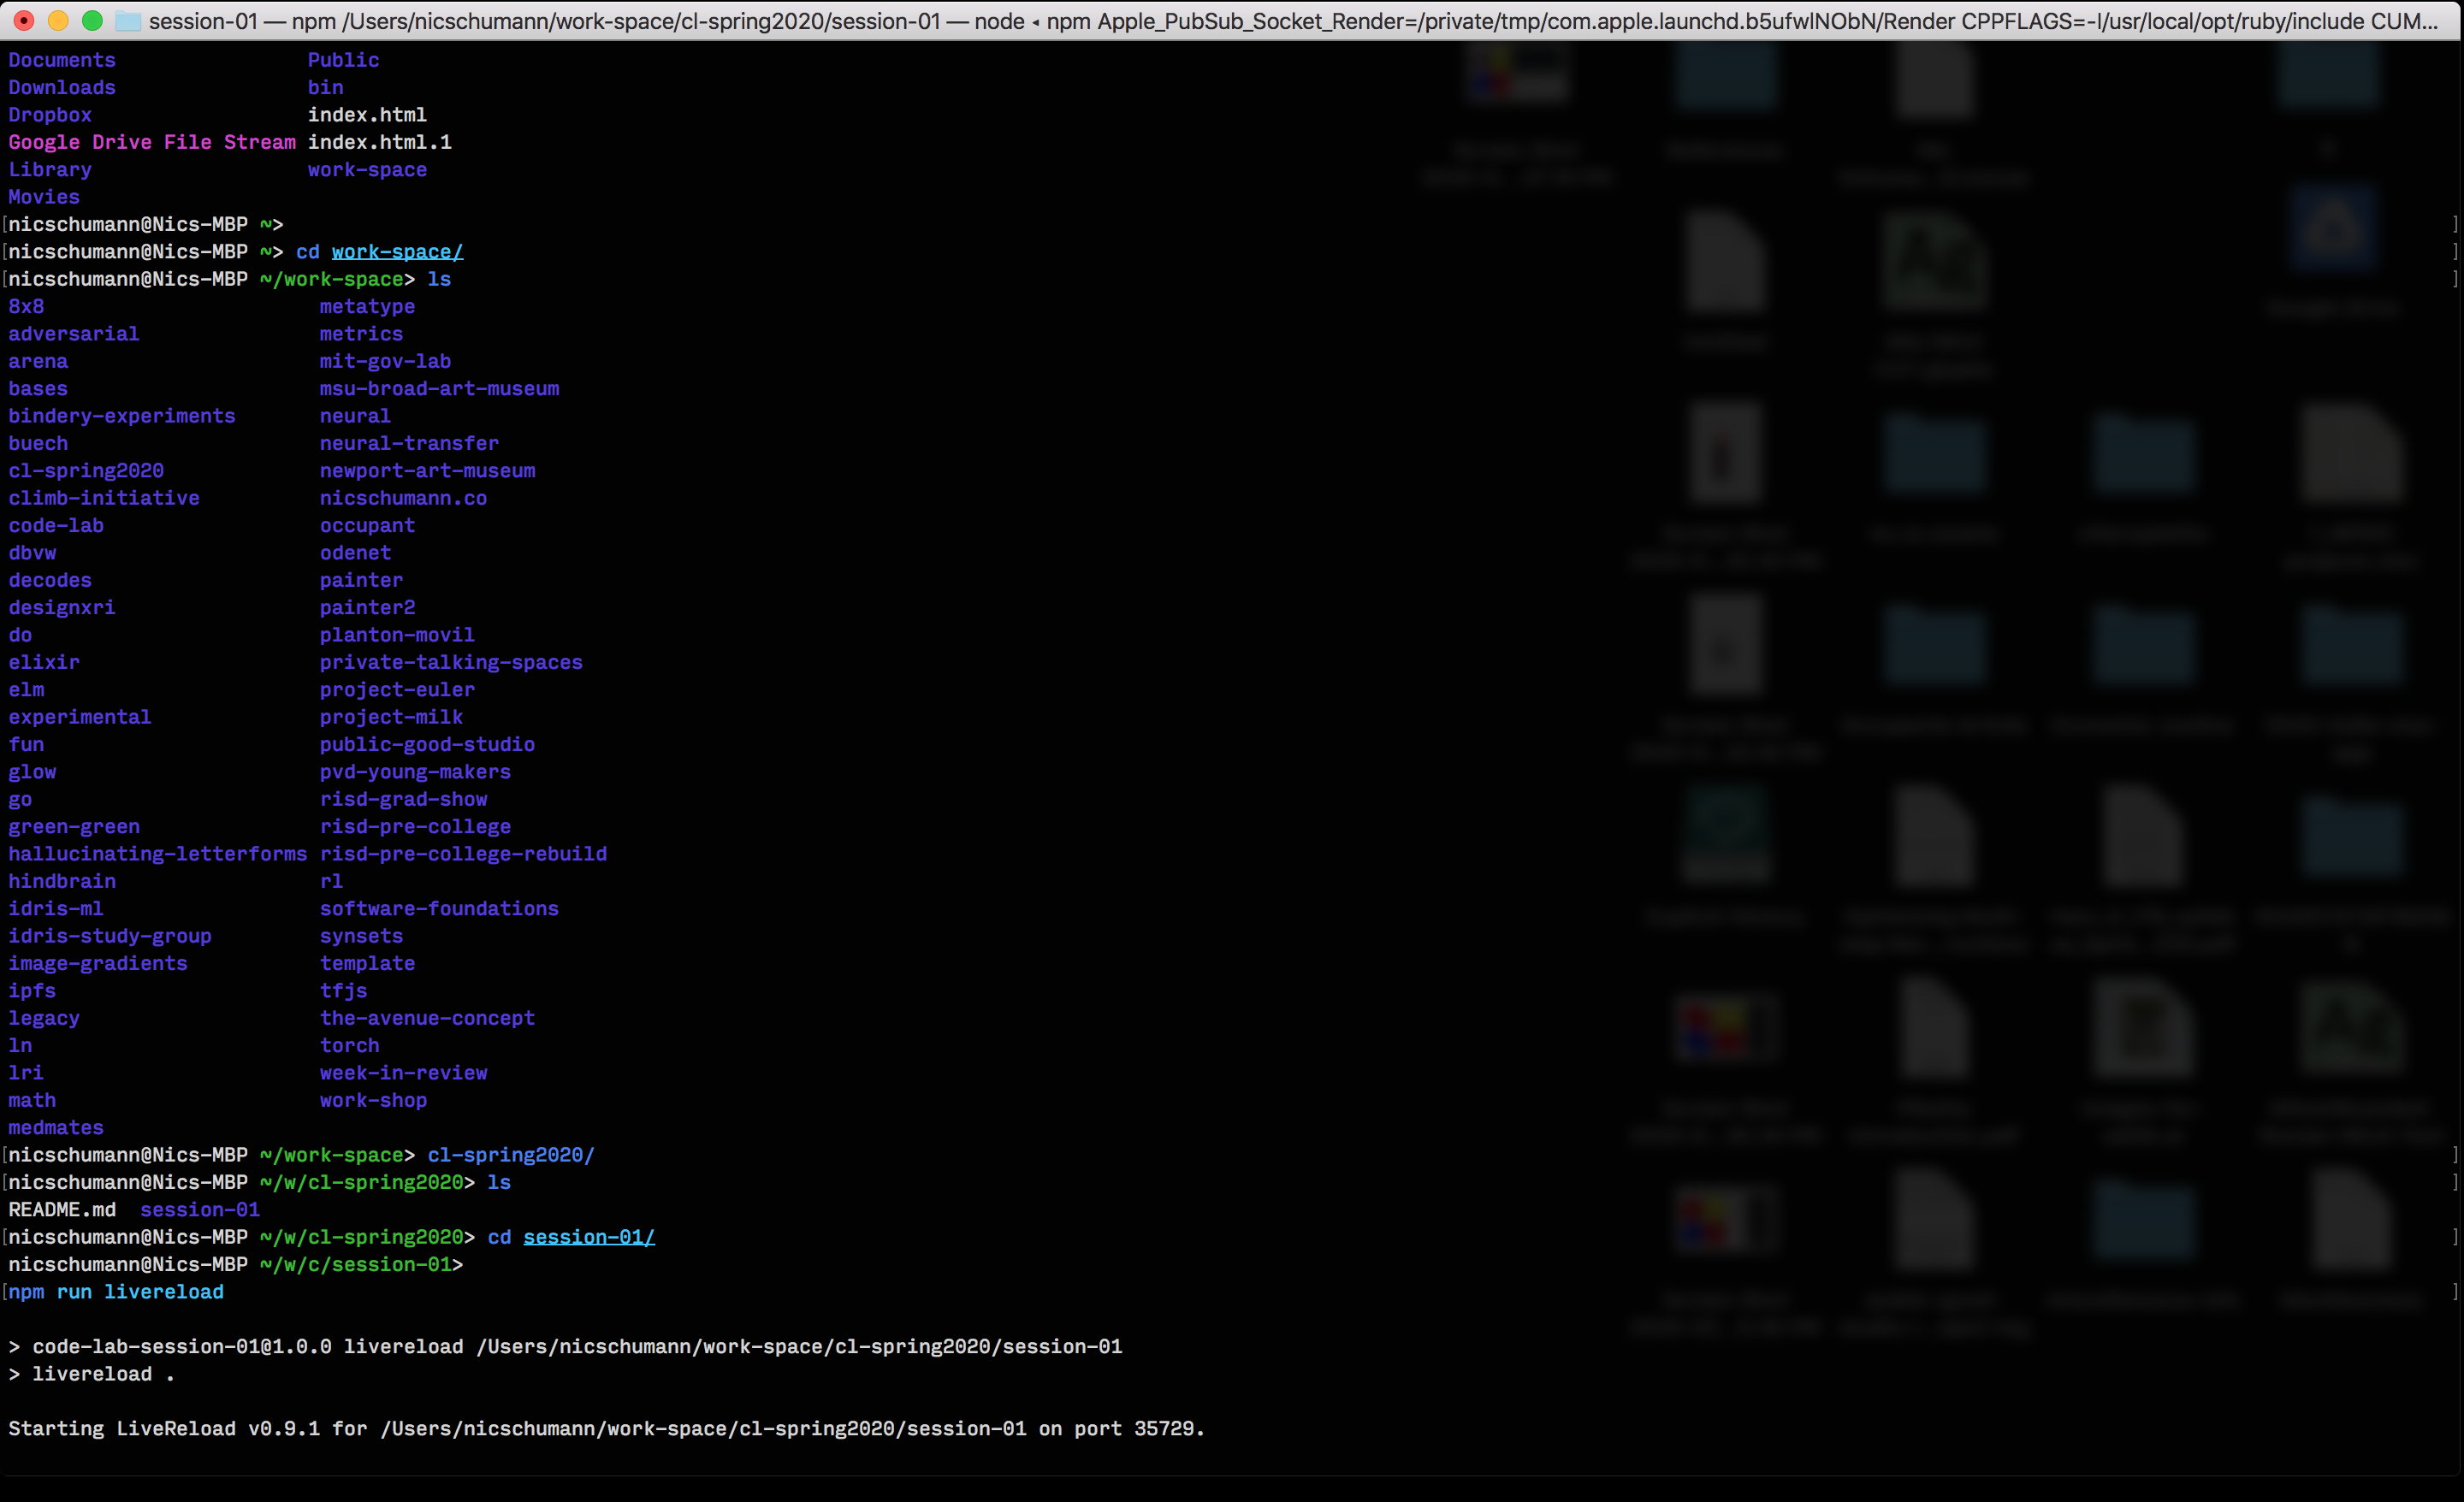 session-01 — npm /Users/nicschumann/work-space/cl-spring2020/session-01 — node ◂ npm Apple_PubSub_Socket_Render=/private/tmp/com.apple.launchd.b5ufwlNObN/Render CPPFLAGS=-I/usr/local/opt/ruby/include CUM...
Documents Public
Downloads bin
Dropbox index.html
Google Drive File Stream index.html.1
Library work-space
Movies
[nicschumann@Nics-MBP ~> ]
[nicschumann@Nics-MBP ~> cd work-space/ ]
[nicschumann@Nics-MBP ~/work-space> ls ]
8x8 metatype
adversarial metrics
arena mit-gov-lab
bases msu-broad-art-museum
bindery-experiments neural
buech neural-transfer
cl-spring2020 newport-art-museum
climb-initiative nicschumann.co
code-lab occupant
dbvw odenet
decodes painter
designxri painter2
do planton-movil
elixir private-talking-spaces
elm project-euler
experimental project-milk
fun public-good-studio
glow pvd-young-makers
go risd-grad-show
green-green risd-pre-college
hallucinating-letterforms risd-pre-college-rebuild
hindbrain rl
idris-ml software-foundations
idris-study-group synsets
image-gradients template
ipfs tfjs
legacy the-avenue-concept
ln torch
lri week-in-review
math work-shop
medmates
[nicschumann@Nics-MBP ~/work-space> cl-spring2020/ ]
[nicschumann@Nics-MBP ~/w/cl-spring2020> ls ]
README.md session-01
[nicschumann@Nics-MBP ~/w/cl-spring2020> cd session-01/ ]
nicschumann@Nics-MBP ~/w/c/session-01>
[npm run livereload ]
> code-lab-session-01@1.0.0 livereload /Users/nicschumann/work-space/cl-spring2020/session-01
> livereload .
Starting LiveReload v0.9.1 for /Users/nicschumann/work-space/cl-spring2020/session-01 on port 35729.